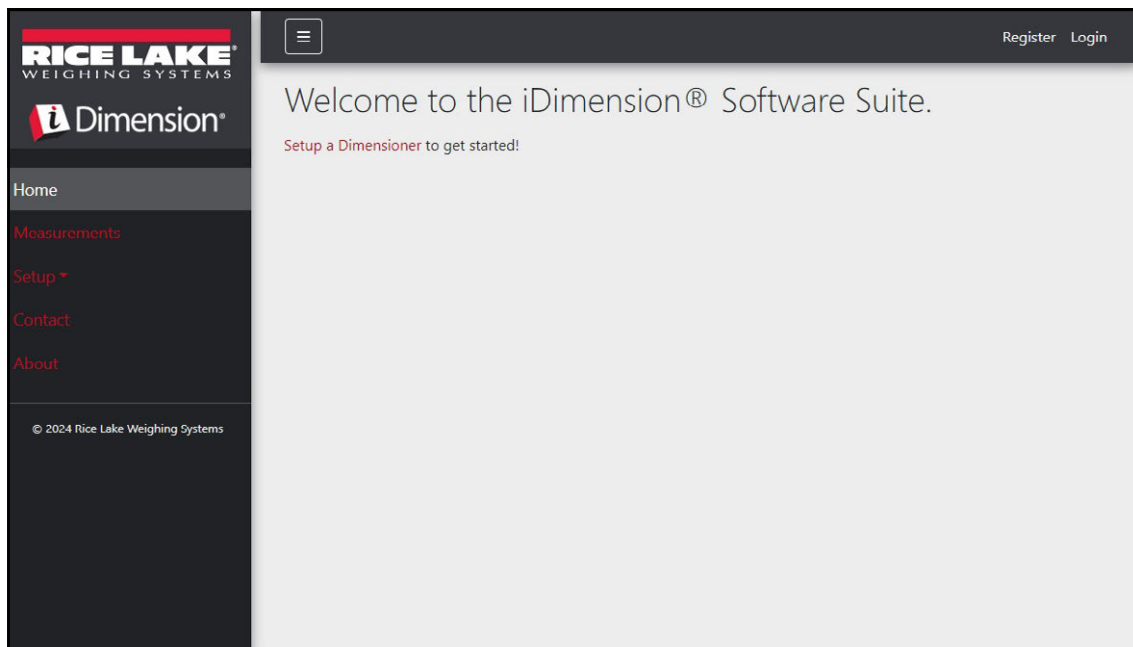 RICE LAKE®
WEIGHING SYSTEMS
i Dimension®
Home
Measurements
Setup
Contact
About
© 2024 Rice Lake Weighing Systems
Register Login
Welcome to the iDimension® Software Suite.
Setup a Dimensioner to get started!